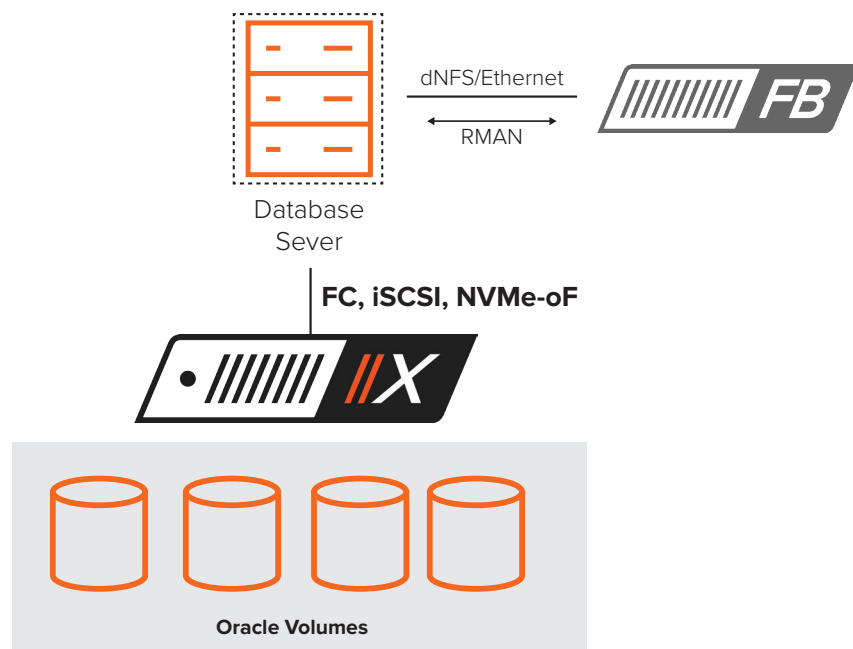 dNFS/Ethernet
FB
RMAN
Database
Sever
FC, iSCSI, NVMe-oF
//X
Oracle Volumes